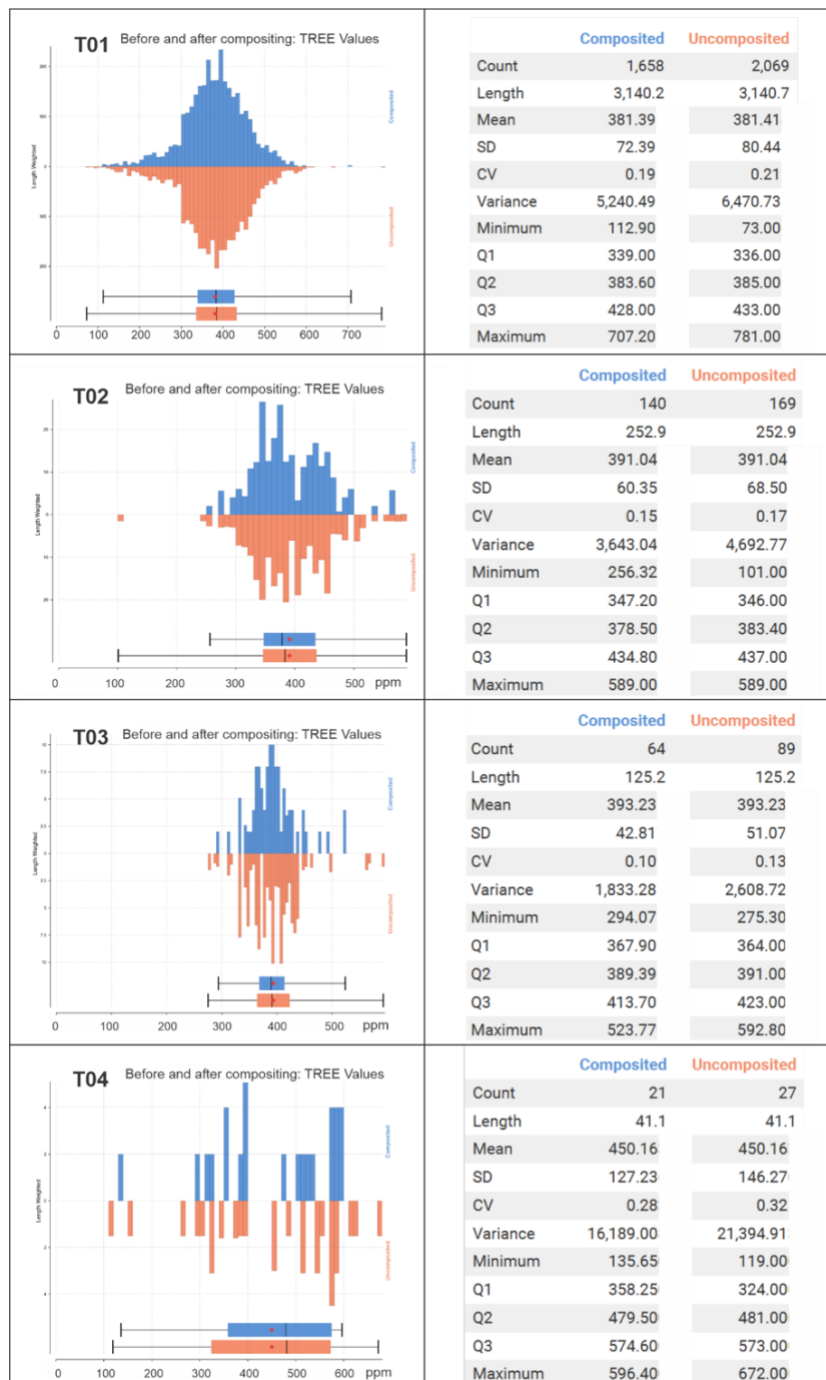 T01 Before and after compositing: TREE Values
Composited
Length Weighted
Uncomposited
0 100 200 300 400 500 600 700
Composited Uncomposited
Count 1,658 2,069
Length 3,140.2 3,140.7
Mean 381.39 381.41
SD 72.39 80.44
CV 0.19 0.21
Variance 5,240.49 6,470.73
Minimum 112.90 73.00
Q1 339.00 336.00
Q2 383.60 385.00
Q3 428.00 433.00
Maximum 707.20 781.00
T02 Before and after compositing: TREE Values
Composited
Length Weighted
Uncomposited
0 100 200 300 400 500 ppm
Composited Uncomposited
Count 140 169
Length 252.9 252.9
Mean 391.04 391.04
SD 60.35 68.50
CV 0.15 0.17
Variance 3,643.04 4,692.77
Minimum 256.32 101.00
Q1 347.20 346.00
Q2 378.50 383.40
Q3 434.80 437.00
Maximum 589.00 589.00
T03 Before and after compositing: TREE Values
Composited
Length Weighted
Uncomposited
0 100 200 300 400 500 ppm
Composited Uncomposited
Count 64 89
Length 125.2 125.2
Mean 393.23 393.23
SD 42.81 51.07
CV 0.10 0.13
Variance 1,833.28 2,608.72
Minimum 294.07 275.30
Q1 367.90 364.00
Q2 389.39 391.00
Q3 413.70 423.00
Maximum 523.77 592.80
T04 Before and after compositing: TREE Values
Composited
Length Weighted
Uncomposited
0 100 200 300 400 500 600 ppm
Composited Uncomposited
Count 21 27
Length 41.1 41.1
Mean 450.16 450.16
SD 127.23 146.27
CV 0.28 0.32
Variance 16,189.00 21,394.91
Minimum 135.65 119.00
Q1 358.25 324.00
Q2 479.50 481.00
Q3 574.60 573.00
Maximum 596.40 672.00